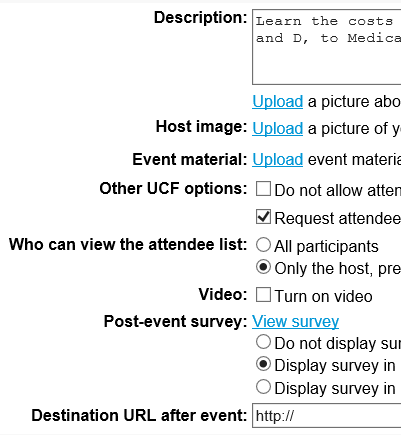 Description: Learn the costs
and D, to Medica
Upload a picture abo
Host image: Upload a picture of y
Event material: Upload event materia
Other UCF options: Do not allow atten
Request attendee
Who can view the attendee list: All participants
Only the host, pre
Video: Turn on video
Post-event survey: View survey
Do not display sur
Display survey in
Display survey in
Destination URL after event: http://